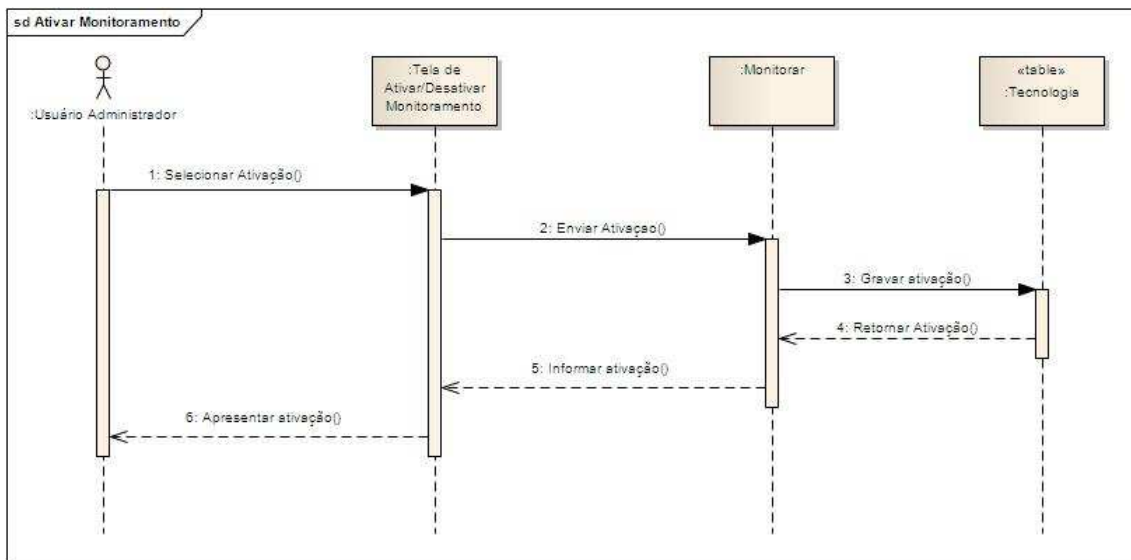 sd Ativar Monitoramento
:Usuário Administrador
:Tela de
Ativar/Desativar
Monitoramento
:Monitorar
«table»
:Tecnologia
1: Selecionar Ativação()
2: Enviar Ativaçao()
3: Gravar ativação()
4: Retornar Ativação()
5: Informar ativação()
6: Apresentar ativação()